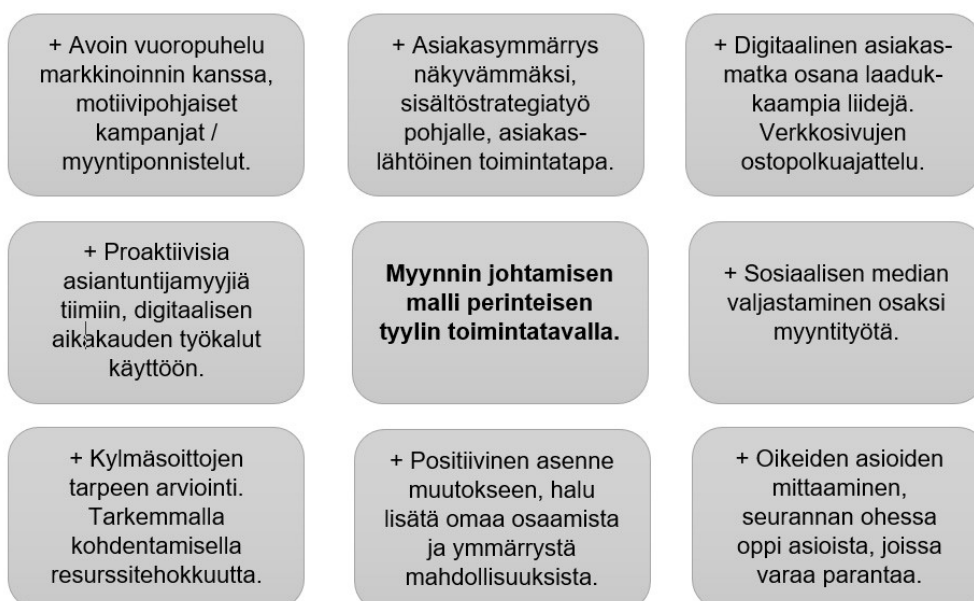 + Avoin vuoropuhelu
markkinoinnin kanssa,
motiivipohjaiset
kampanjat /
myyntiponnistelut.
+ Asiakasymmärrys
näkyvämmäksi,
sisältöstrategiatyö
pohjalle, asiakas-
lähtöinen toimintatapa.
+ Digitaalinen asiakas-
matka osana laaduk-
kaampia liidejä.
Verkkosivujen
ostopolkuajattelu.
+ Proaktiivisia
asiantuntijamyyjiä
tiimiin, digitaalisen
aikakauden työkalut
käyttöön.
Myynnin johtamisen
malli perinteisen
tyylin toimintatavalla.
+ Sosiaalisen median
valjastaminen osaksi
myyntityötä.
+ Kylmäsoittojen
tarpeen arviointi.
Tarkemmalla
kohdentamisella
resurssitehokkuutta.
+ Positiivinen asenne
muutokseen, halu
lisätä omaa osaamista
ja ymmärrystä
mahdollisuuksista.
+ Oikeiden asioiden
mittaaminen,
seurannan ohessa
oppi asioista, joissa
varaa parantaa.